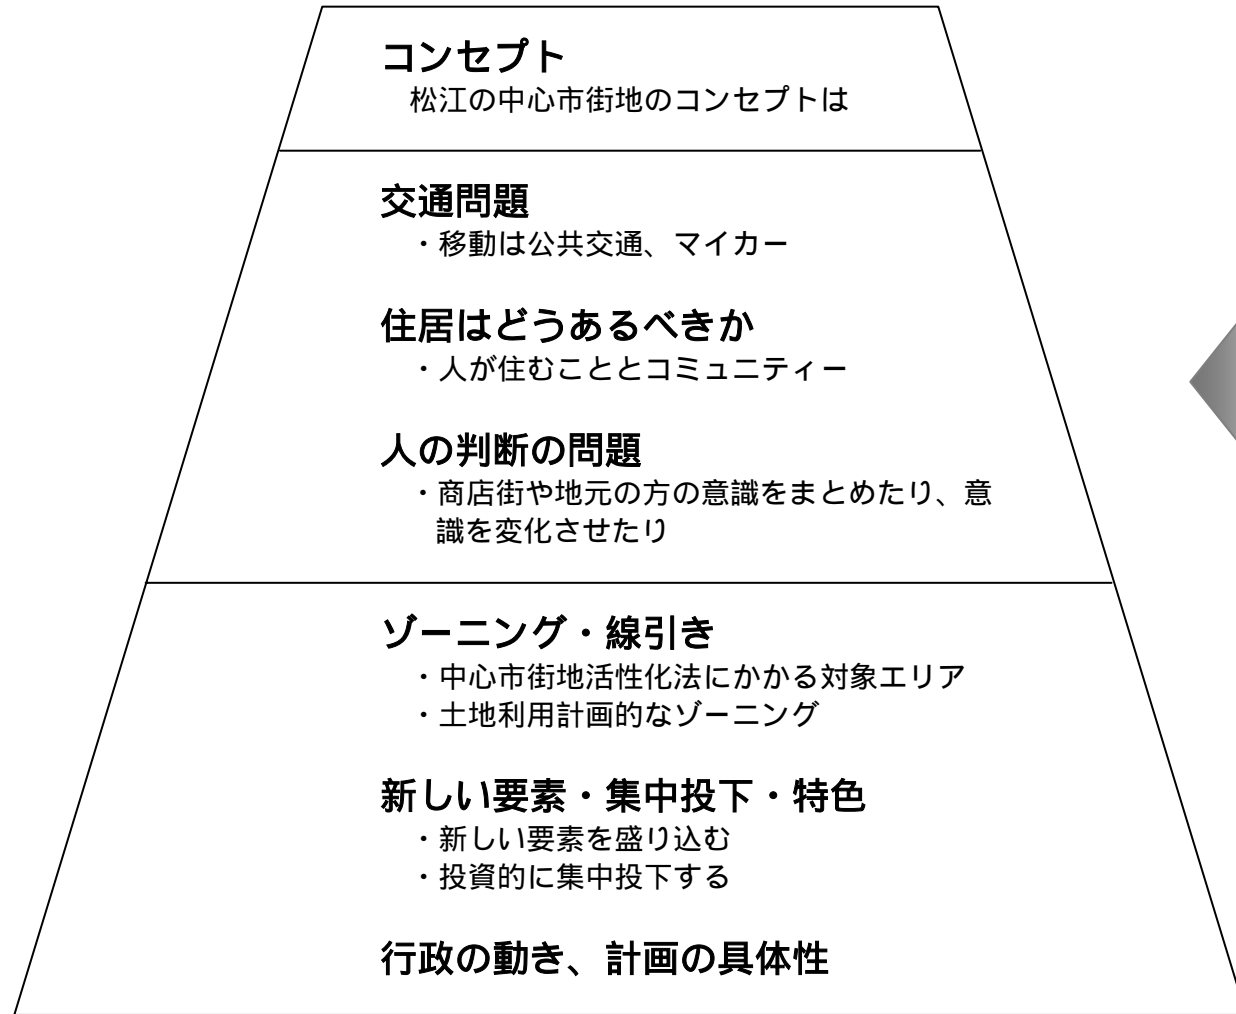 コンセプト
松江の中心市街地のコンセプトは
交通問題
・移動は公共交通、マイカー
住居はどうあるべきか
・人が住むこととコミュニティー
人の判断の問題
・商店街や地元の方の意識をまとめたり、意
識を変化させたり
ゾーニング・線引き
・中心市街地活性化法にかかる対象エリア
・土地利用計画的なゾーニング
新しい要素・集中投下・特色
・新しい要素を盛り込む
・投資的に集中投下する
行政の動き、計画の具体性